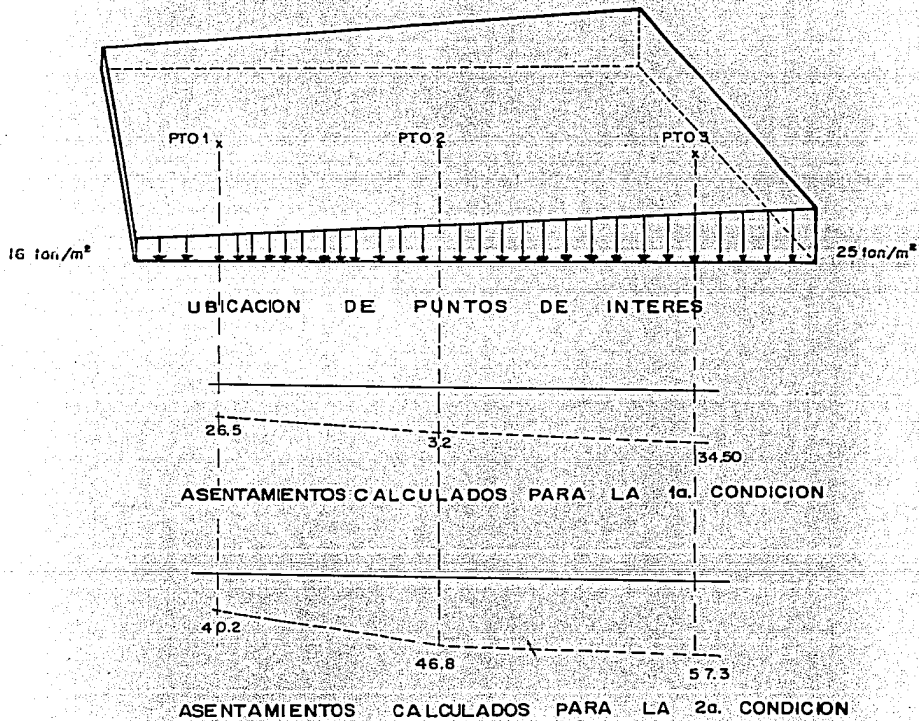 PTO 1
PTO 2
PTO 3
16 ton/m²
25 ton/m²
UBICACION DE PUNTOS DE INTERES
26.5
32
34.50
ASENTAMIENTOS CALCULADOS PARA LA 1a. CONDICION
40.2
46.8
57.3
ASENTAMIENTOS CALCULADOS PARA LA 2a. CONDICION